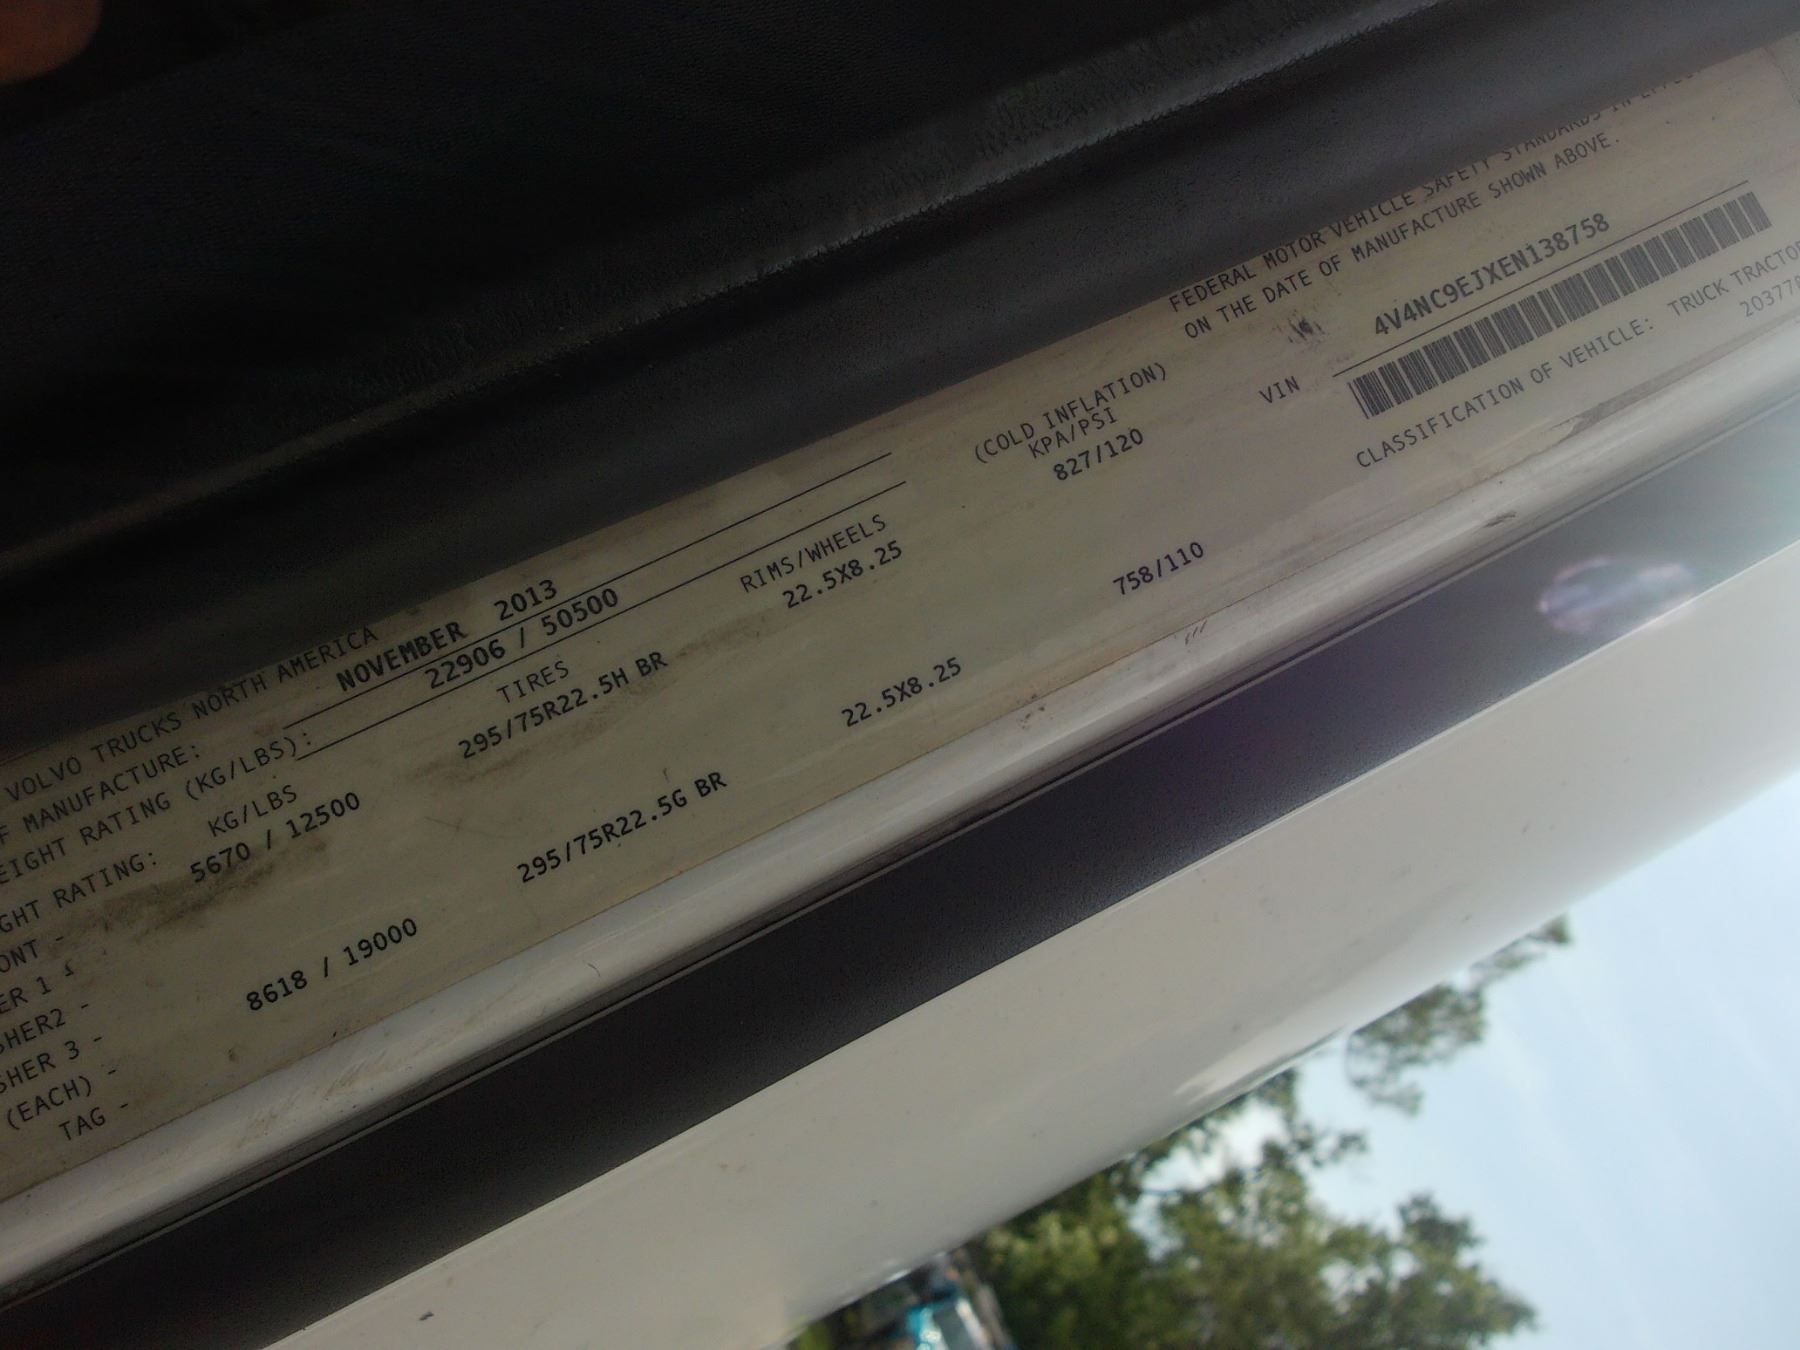 VOLVO TRUCKS NORTH AMERICA
F MANUFACTURE: NOVEMBER 2013
EIGHT RATING (KG/LBS): 22906 / 50500
GHT RATING: KG/LBS TIRES RIMS/WHEELS (COLD INFLATION) KPA/PSI
ONT - 5670 / 12500 295/75R22.5H BR 22.5X8.25 827/120
ER 1 -
SHER2 -
SHER 3 -
(EACH) - 8618 / 19000 295/75R22.5G BR 22.5X8.25 758/110
TAG -
FEDERAL MOTOR VEHICLE SAFETY STANDARDS IN EFFECT
ON THE DATE OF MANUFACTURE SHOWN ABOVE.
VIN 4V4NC9EJXEN138758
CLASSIFICATION OF VEHICLE: TRUCK TRACTOR
20377